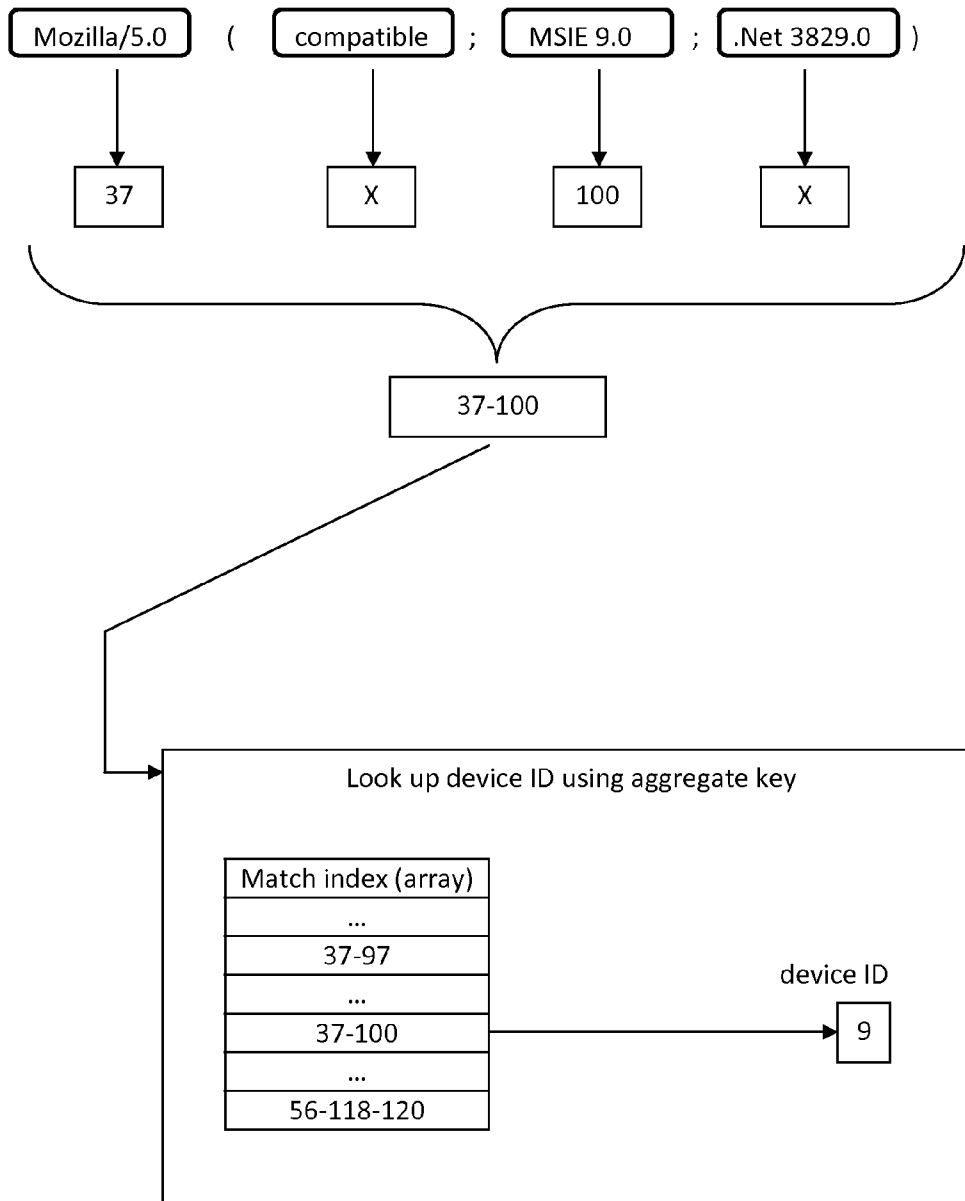 Mozilla/5.0 ( compatible ; MSIE 9.0 ; .Net 3829.0 )
37 X 100 X
37-100
Look up device ID using aggregate key
Match index (array)
...
37-97
...
device ID
37-100 9
...
56-118-120